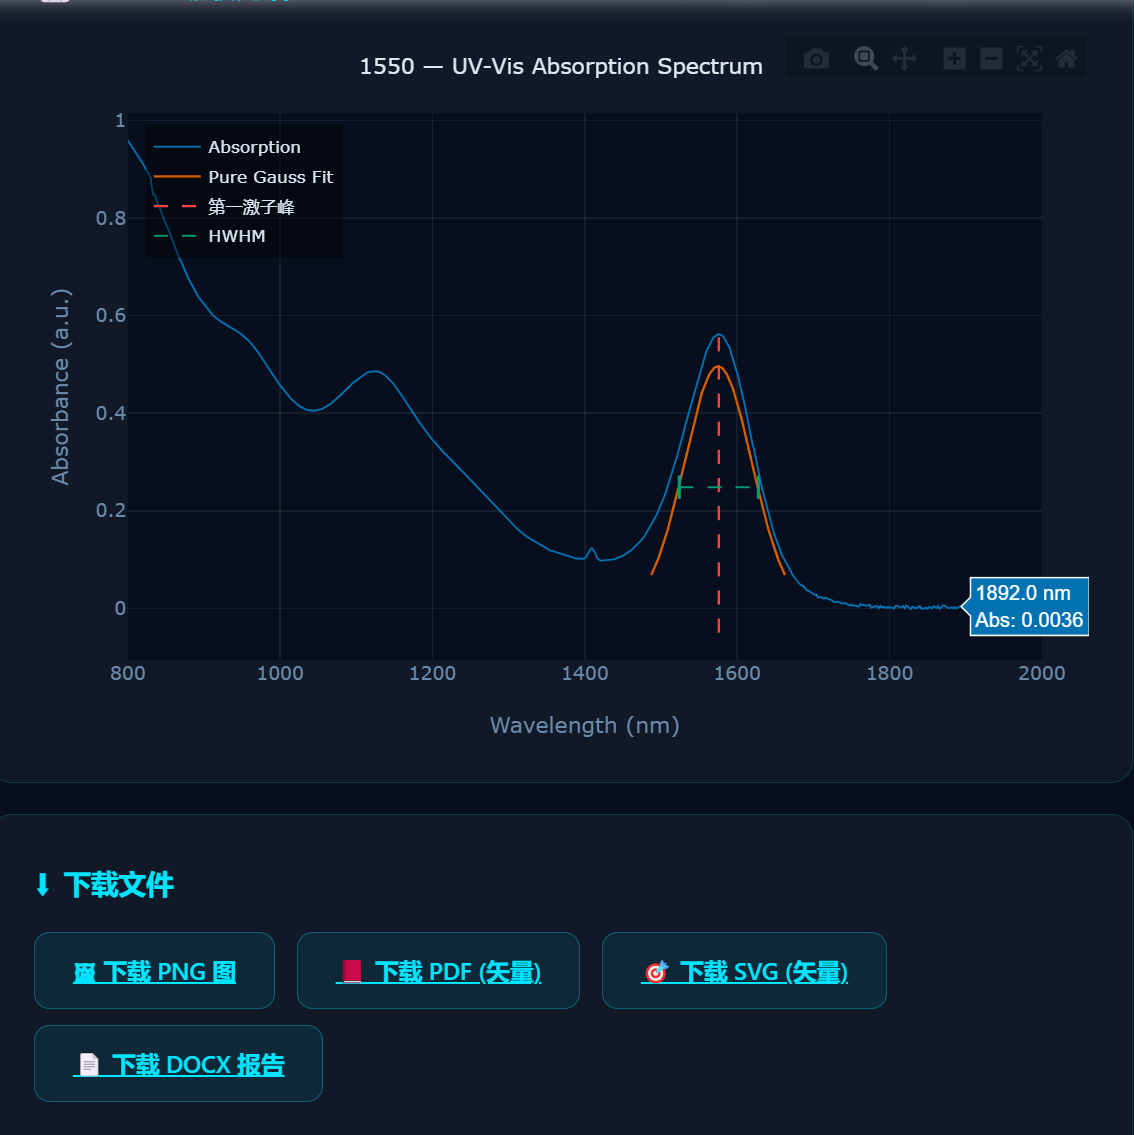 1550 — UV-Vis Absorption Spectrum
Absorption
Pure Gauss Fit
第一激子峰
HWHM
Absorbance (a.u.)
1
0.8
0.6
0.4
0.2
0
1892.0 nm
Abs: 0.0036
800 1000 1200 1400 1600 1800 2000
Wavelength (nm)
⬇ 下载文件
下载 PNG 图
下载 PDF (矢量)
下载 SVG (矢量)
下载 DOCX 报告